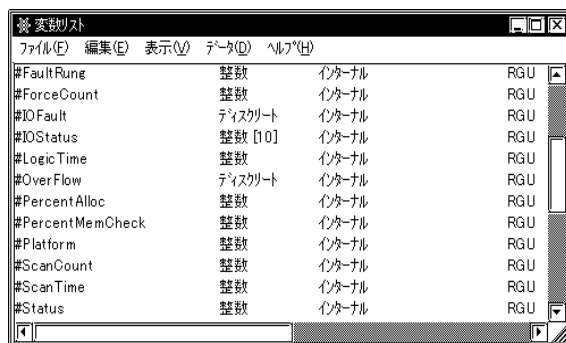 変数リスト
ファイル(F) 編集(E) 表示(V) データ(D) ヘルプ(H)
#FaultRung 整数 インターナル RGU
#ForceCount 整数 インターナル RGU
#IOFault ディスクリート インターナル RGU
#IOStatus 整数 [10] インターナル RGU
#LogicTime 整数 インターナル RGU
#OverFlow ディスクリート インターナル RGU
#PercentAlloc 整数 インターナル RGU
#PercentMemCheck 整数 インターナル RGU
#Platform 整数 インターナル RGU
#ScanCount 整数 インターナル RGU
#ScanTime 整数 インターナル RGU
#Status 整数 インターナル RGU